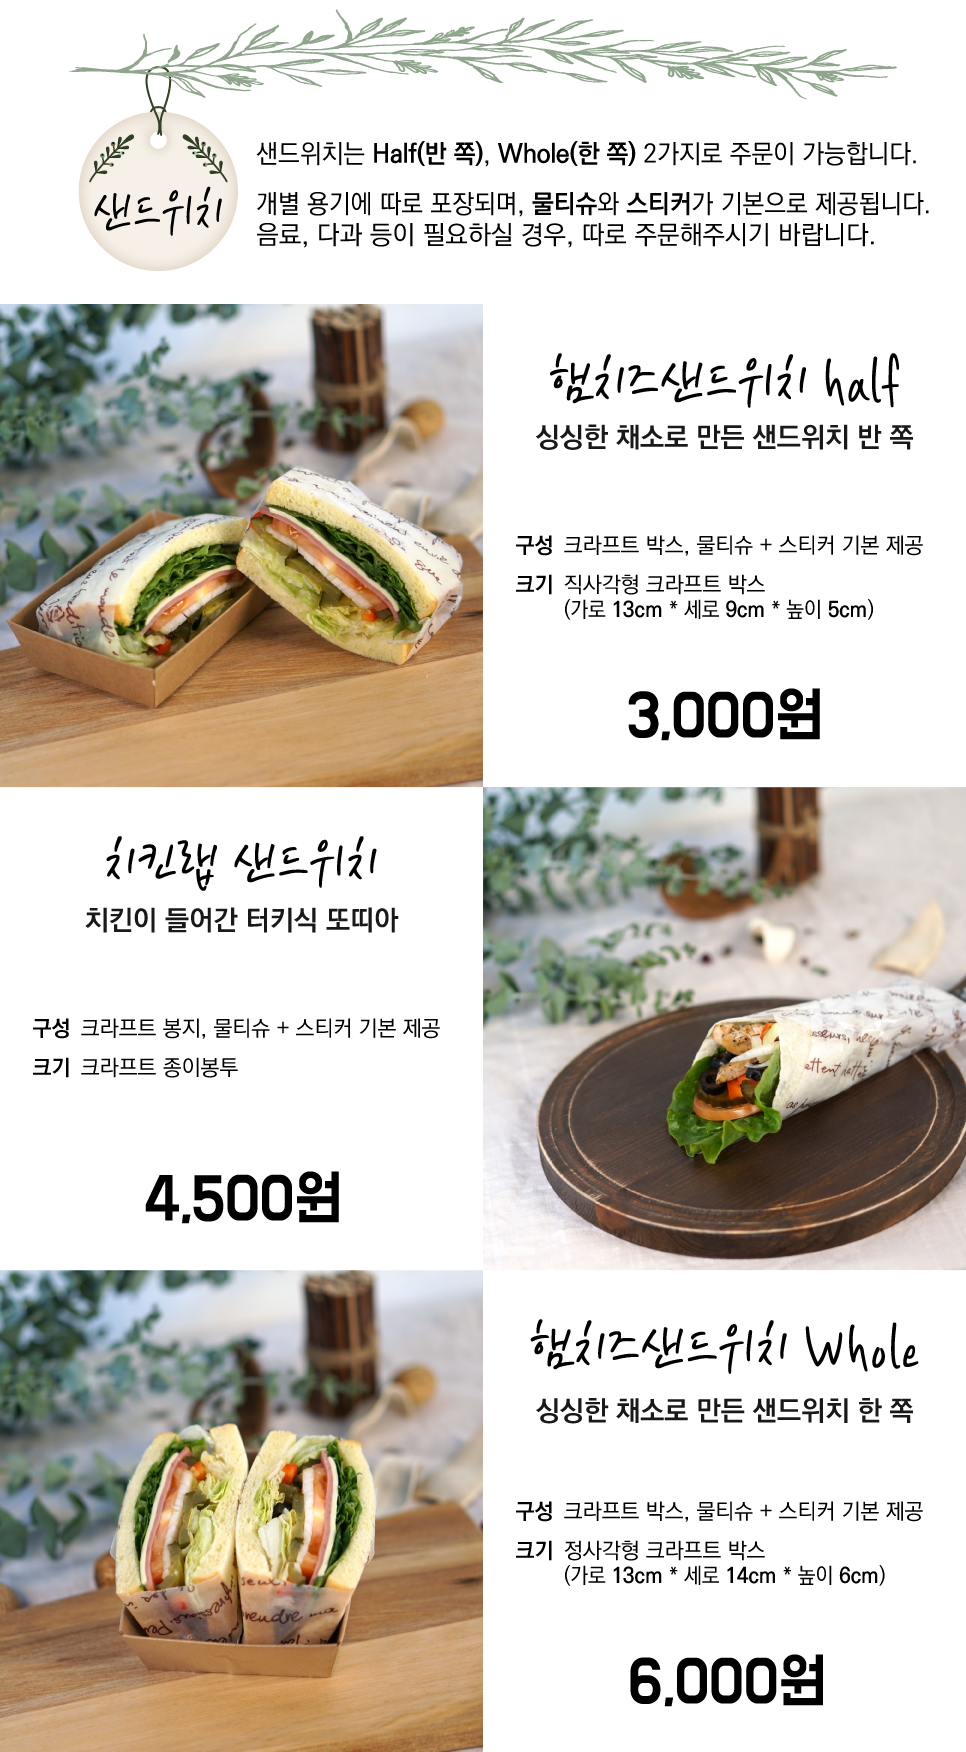 샌드위치
샌드위치는 Half(반 쪽), Whole(한 쪽) 2가지로 주문이 가능합니다.
개별 용기에 따로 포장되며, 물티슈와 스티커가 기본으로 제공됩니다.
음료, 다과 등이 필요하실 경우, 따로 주문해주시기 바랍니다.
햄치즈샌드위치 half
싱싱한 채소로 만든 샌드위치 반 쪽
구성 크라프트 박스, 물티슈 + 스티커 기본 제공
크기 직사각형 크라프트 박스
(가로 13cm * 세로 9cm * 높이 5cm)
3,000원
치킨랩 샌드위치
치킨이 들어간 터키식 또띠아
구성 크라프트 봉지, 물티슈 + 스티커 기본 제공
크기 크라프트 종이봉투
4,500원
햄치즈샌드위치 Whole
싱싱한 채소로 만든 샌드위치 한 쪽
구성 크라프트 박스, 물티슈 + 스티커 기본 제공
크기 정사각형 크라프트 박스
(가로 13cm * 세로 14cm * 높이 6cm)
6,000원